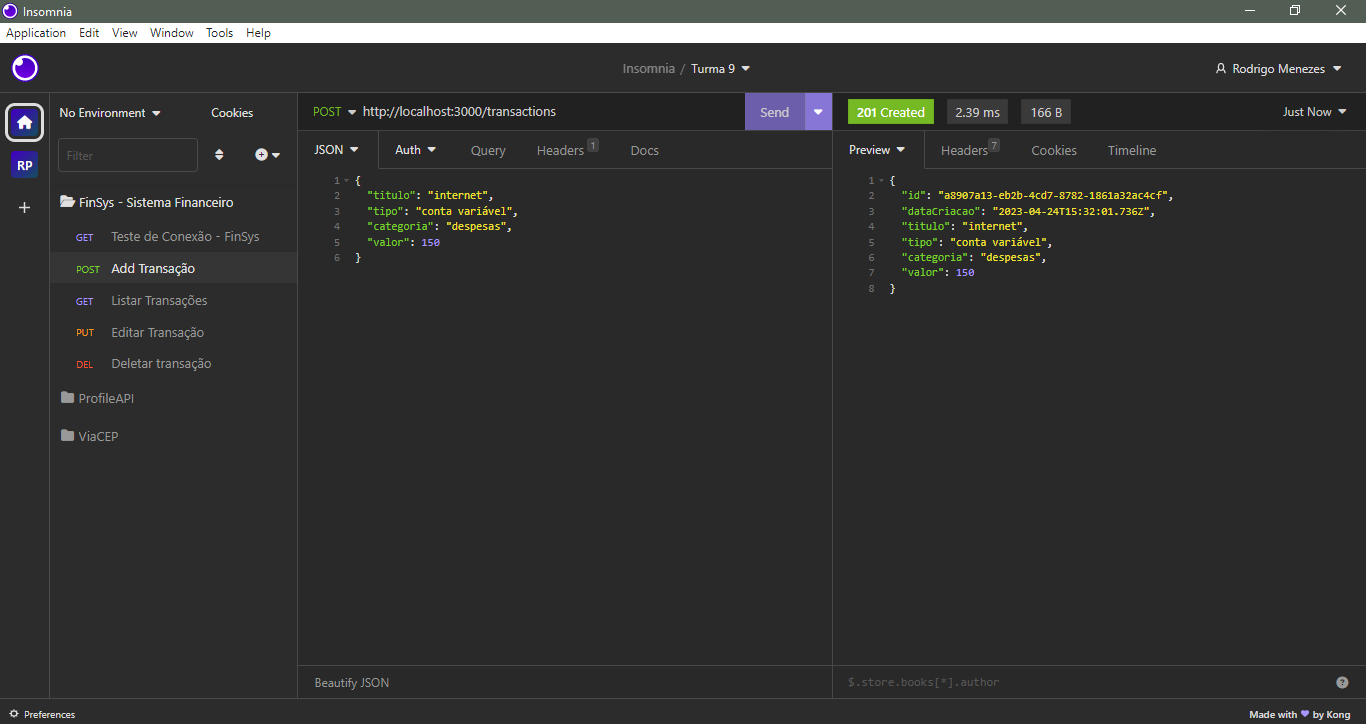 Insomnia
Application Edit View Window Tools Help
Insomnia / Turma 9
Rodrigo Menezes
No Environment
Cookies
POST http://localhost:3000/transactions
Send
201 Created
2.39 ms
166 B
Just Now
RP
Filter
JSON Auth Query Headers 1 Docs
Preview Headers 7 Cookies Timeline
FinSys - Sistema Financeiro
GET Teste de Conexão - FinSys
POST Add Transação
GET Listar Transações
PUT Editar Transação
DEL Deletar transação
ProfileAPI
ViaCEP
1 {
2 "titulo": "internet",
3 "tipo": "conta variável",
4 "categoria": "despesas",
5 "valor": 150
6 }
1 {
2 "id": "a8907a13-eb2b-4cd7-8782-1861a32ac4cf",
3 "dataCriacao": "2023-04-24T15:32:01.736Z",
4 "titulo": "internet",
5 "tipo": "conta variável",
6 "categoria": "despesas",
7 "valor": 150
8 }
Beautify JSON
$.store.books[*].author
?
Preferences
Made with by Kong